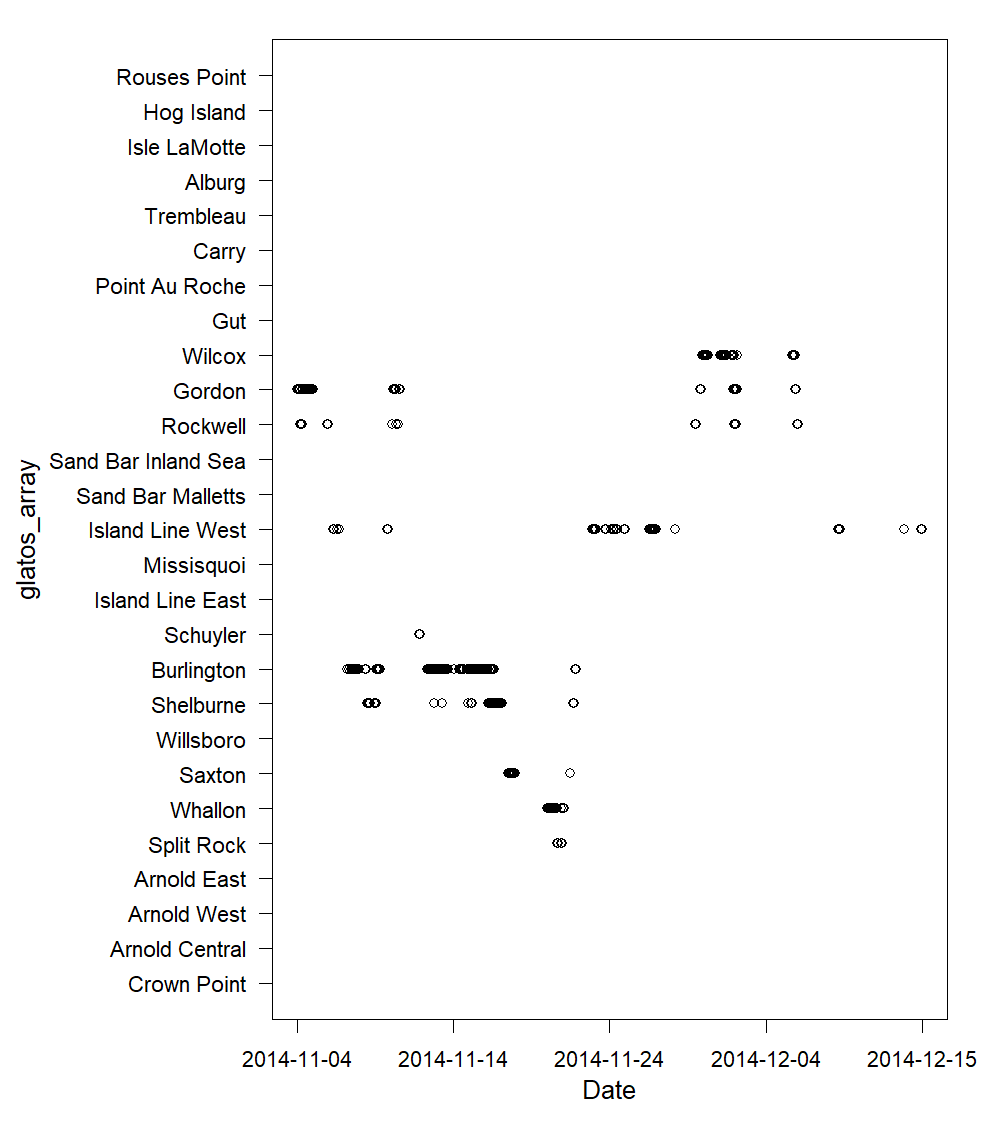 Rouses Point
Hog Island
Isle LaMotte
Alburg
Trembleau
Carry
Point Au Roche
Gut
Wilcox
Gordon
Rockwell
Sand Bar Inland Sea
Sand Bar Malletts
Island Line West
Missisquoi
Island Line East
Schuyler
Burlington
Shelburne
Willsboro
Saxton
Whallon
Split Rock
Arnold East
Arnold West
Arnold Central
Crown Point
glatos_array
2014-11-04 2014-11-14 2014-11-24 2014-12-04 2014-12-15
Date